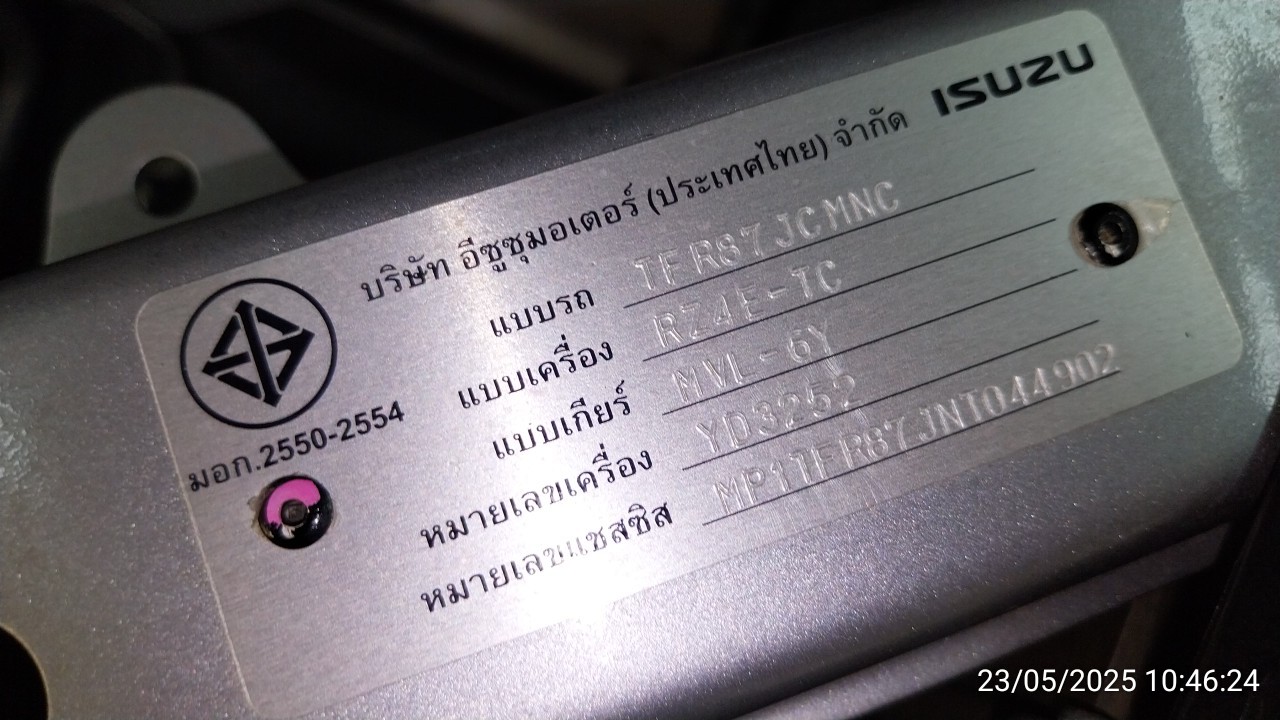 ISUZU
บริษัท อีซูซุมอเตอร์ (ประเทศไทย) จำกัด
แบบรถ TFR87JCMNC
แบบเครื่อง RZ4E-TC
แบบเกียร์ MVL-6Y
หมายเลขเครื่อง YD3252
หมายเลขแชสซิส MP1TFR87JNT044902
มอก.2550-2554
23/05/2025 10:46:24